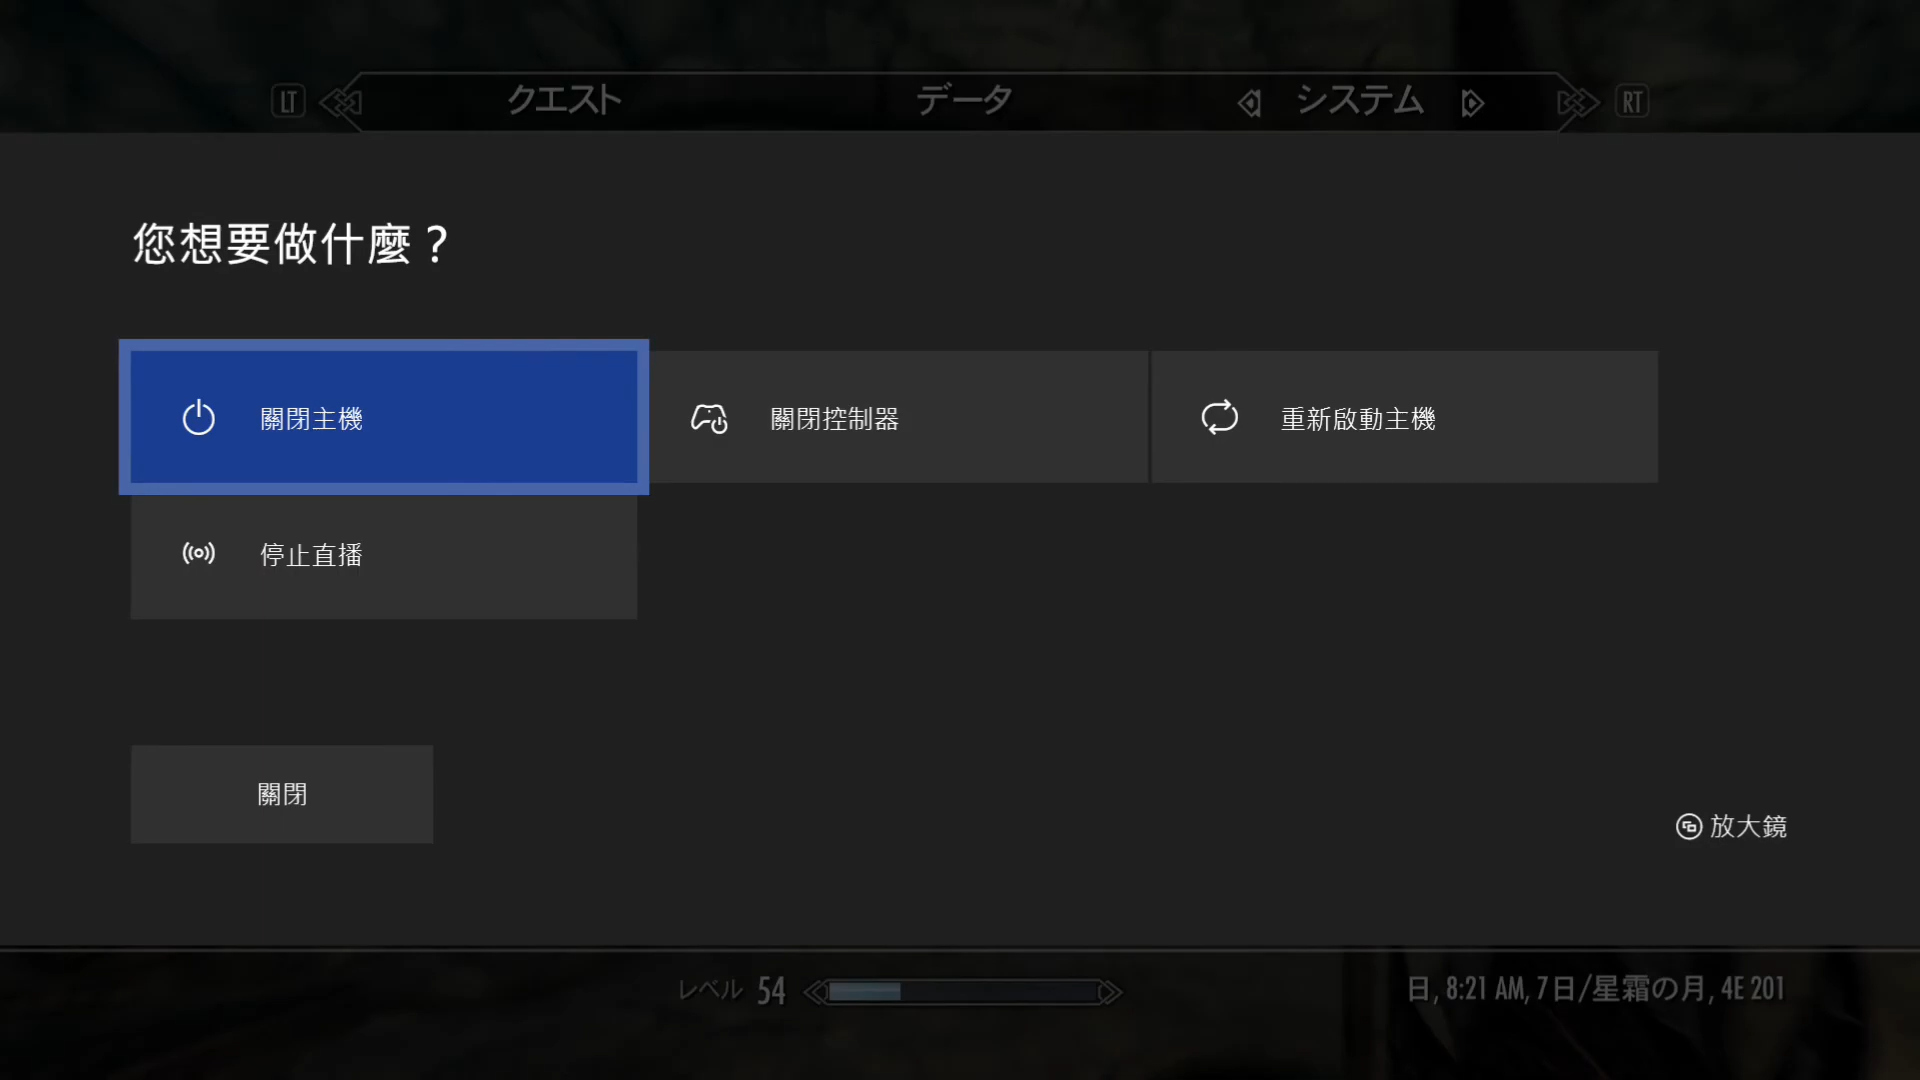 LT クエスト データ システム RT
您想要做什麼？
關閉主機 關閉控制器 重新啟動主機
停止直播
關閉
放大鏡
レベル 54 日, 8:21 AM, 7日/星霜の月, 4E 201